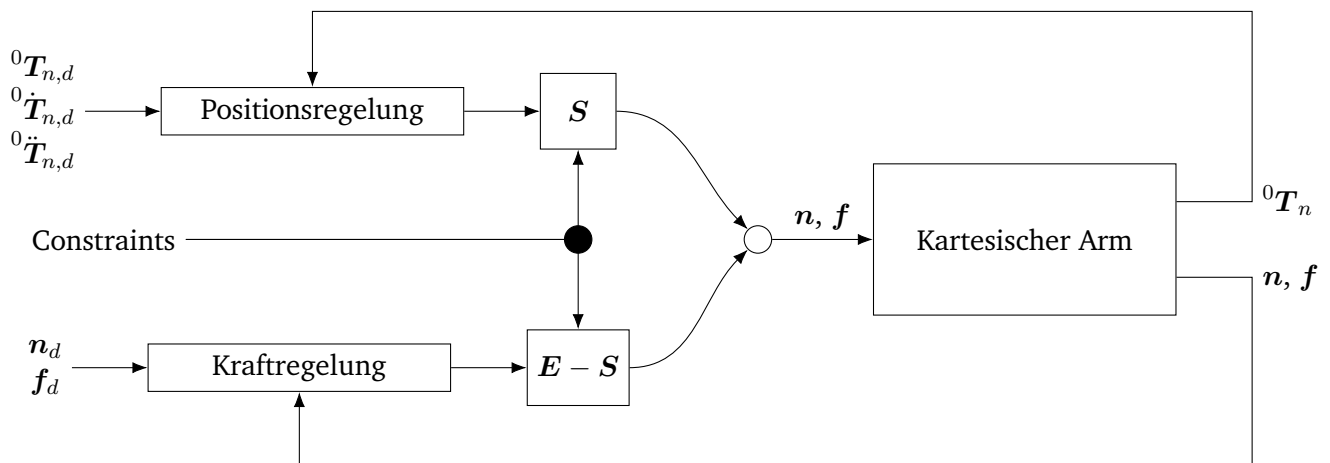 ⁰T_{n,d}
⁰Ṫ_{n,d}
⁰T̈_{n,d}
Positionsregelung
S
Constraints
n, f
Kartesischer Arm
⁰T_n
n, f
n_d
f_d
Kraftregelung
E − S